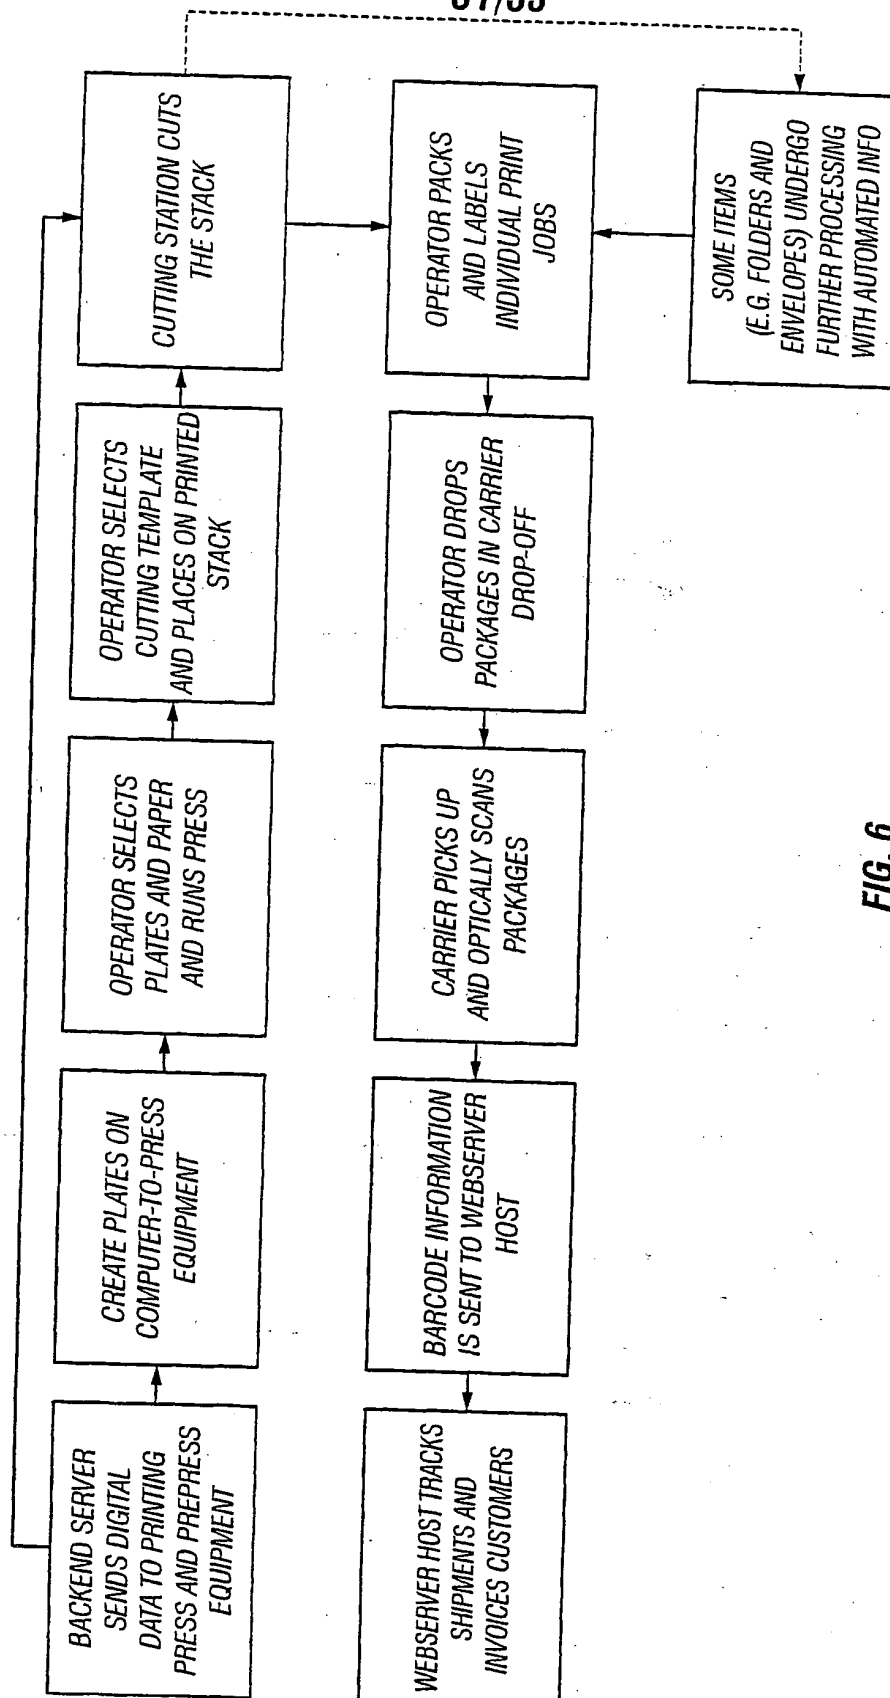 BACKEND SERVER
SENDS DIGITAL
DATA TO PRINTING
PRESS AND PREPRESS
EQUIPMENT
CREATE PLATES ON
COMPUTER-TO-PRESS
EQUIPMENT
OPERATOR SELECTS
PLATES AND PAPER
AND RUNS PRESS
OPERATOR SELECTS
CUTTING TEMPLATE
AND PLACES ON PRINTED
STACK
CUTTING STATION CUTS
THE STACK
OPERATOR PACKS
AND LABELS
INDIVIDUAL PRINT
JOBS
OPERATOR DROPS
PACKAGES IN CARRIER
DROP-OFF
CARRIER PICKS UP
AND OPTICALLY SCANS
PACKAGES
BARCODE INFORMATION
IS SENT TO WEBSERVER
HOST
WEBSERVER HOST TRACKS
SHIPMENTS AND
INVOICES CUSTOMERS
SOME ITEMS
(E.G. FOLDERS AND
ENVELOPES) UNDERGO
FURTHER PROCESSING
WITH AUTOMATED INFO
FIG. 6